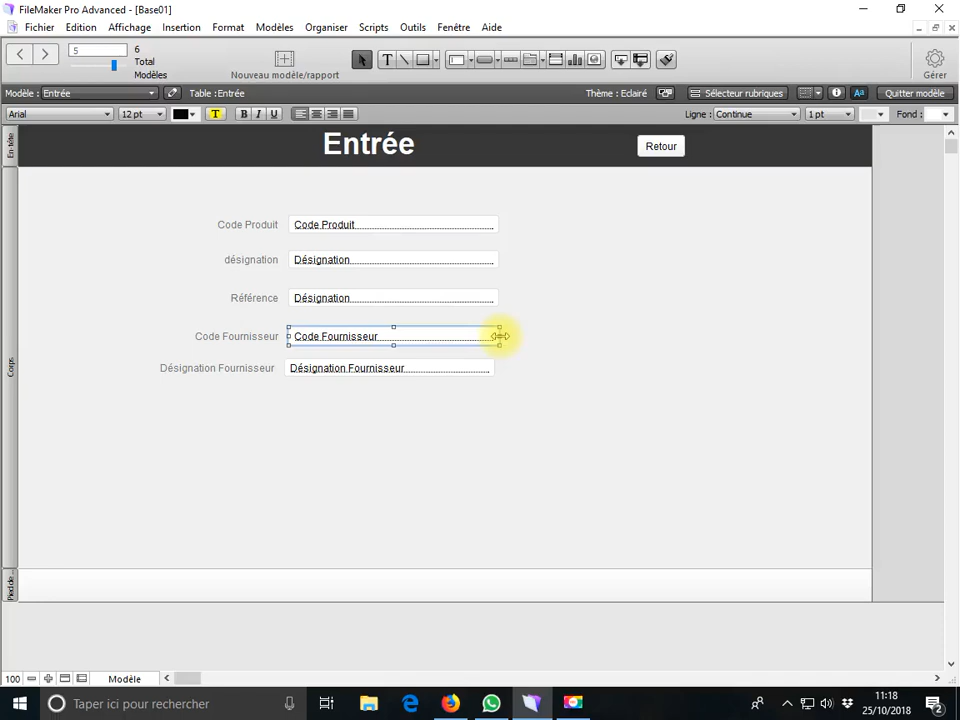 FileMaker Pro Advanced - [Base01]
Fichier Edition Affichage Insertion Format Modèles Organiser Scripts Outils Fenêtre Aide
5
6
Total
Modèles
Nouveau modèle/rapport
Gérer
Modèle : Entrée
Table : Entrée
Thème : Eclairé
Sélecteur rubriques
Aa
Quitter modèle
Arial
12 pt
T
B I U
Ligne : Continue
1 pt
Fond :
En-tête
Entrée
Retour
Code Produit
Code Produit
désignation
Désignation
Référence
Désignation
Code Fournisseur
Code Fournisseur
Désignation Fournisseur
Désignation Fournisseur
Corps
Pied de ...
100
Modèle
Taper ici pour rechercher
11:18
25/10/2018
2